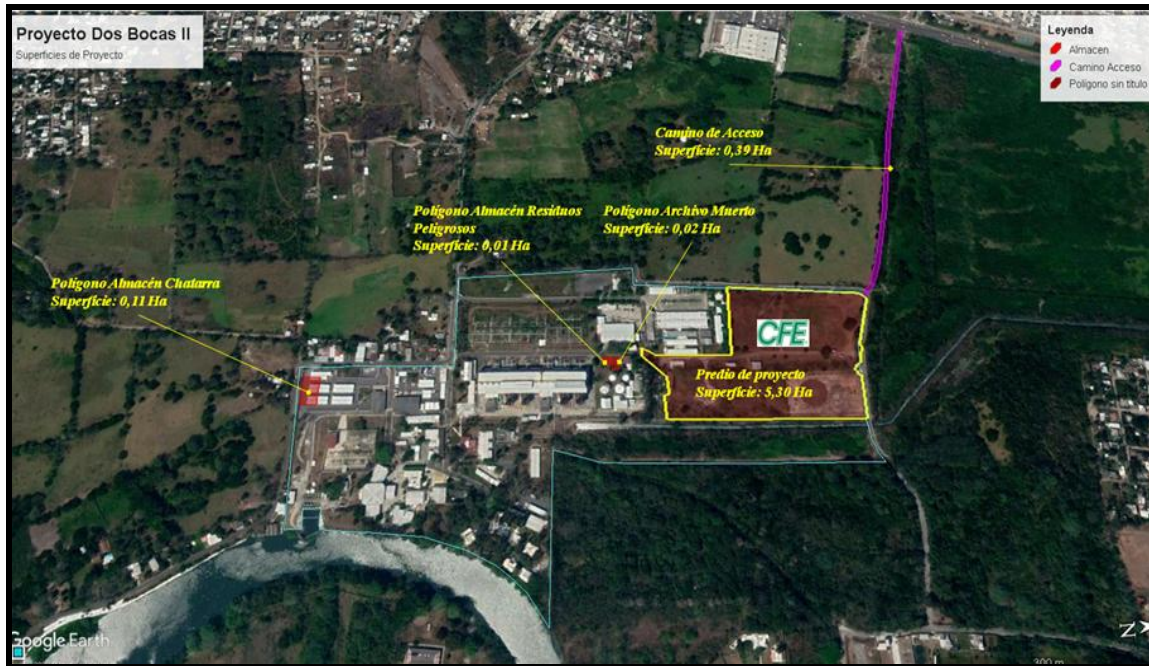 Proyecto Dos Bocas II
Superficies de Proyecto
Leyenda
Almacen
Camino Acceso
Polígono sin título
Camino de Acceso
Superficie: 0,39 Ha
Polígono Almacén Residuos
Peligrosos
Superficie: 0,01 Ha
Polígono Archivo Muerto
Superficie: 0,02 Ha
Polígono Almacén Chatarra
Superficie: 0,11 Ha
CFE
Predio de proyecto
Superficie: 5,30 Ha
Google Earth
Z
300 m